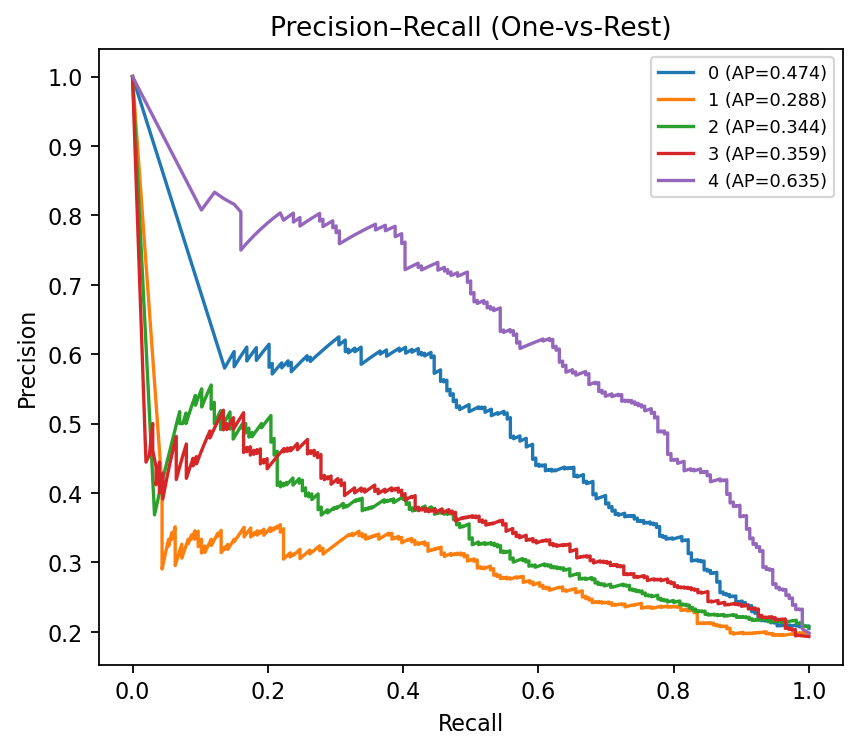 Precision–Recall (One-vs-Rest)
0 (AP=0.474)
1 (AP=0.288)
2 (AP=0.344)
3 (AP=0.359)
4 (AP=0.635)
Precision
1.0
0.9
0.8
0.7
0.6
0.5
0.4
0.3
0.2
0.0 0.2 0.4 0.6 0.8 1.0
Recall